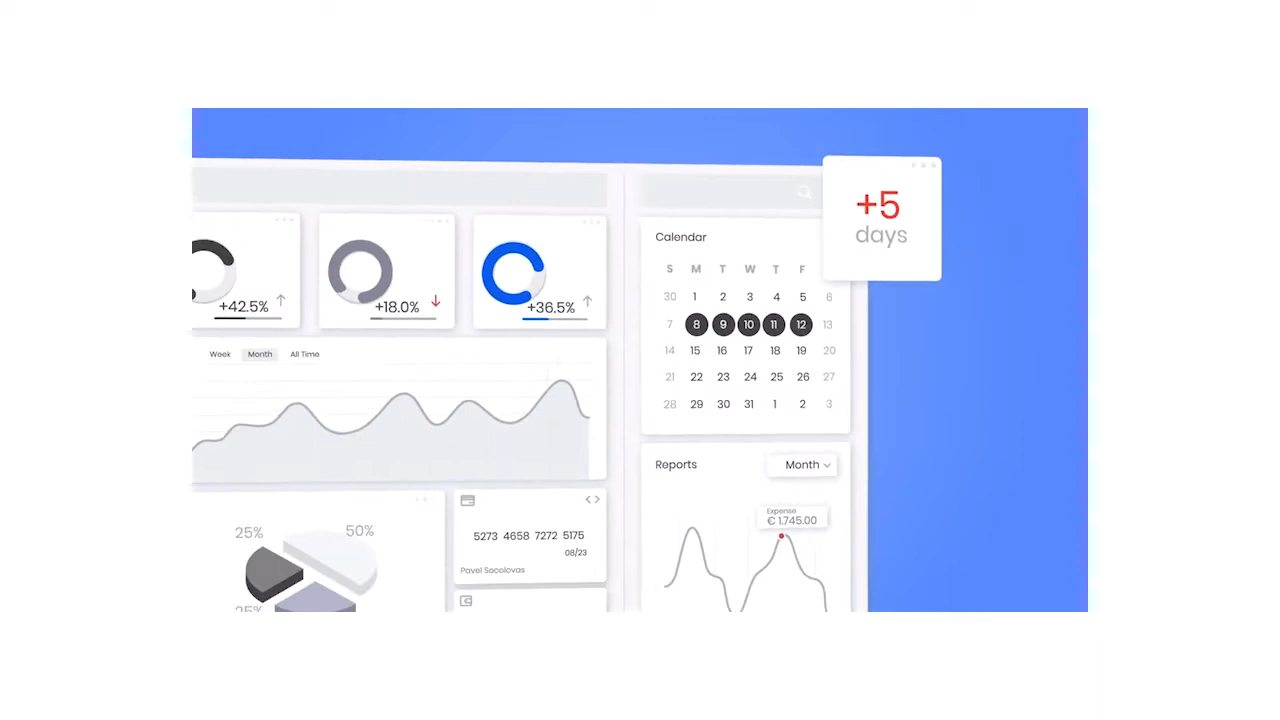 +5
days
+42.5%
+18.0%
+36.5%
Calendar
S M T W T F
30 1 2 3 4 5 6
7 8 9 10 11 12 13
14 15 16 17 18 19 20
21 22 23 24 25 26 27
28 29 30 31 1 2 3
Week Month All Time
Reports
Month
Expense
€ 1.745.00
25%
50%
25%
5273 4658 7272 5175
08/23
Pavel Socolovas